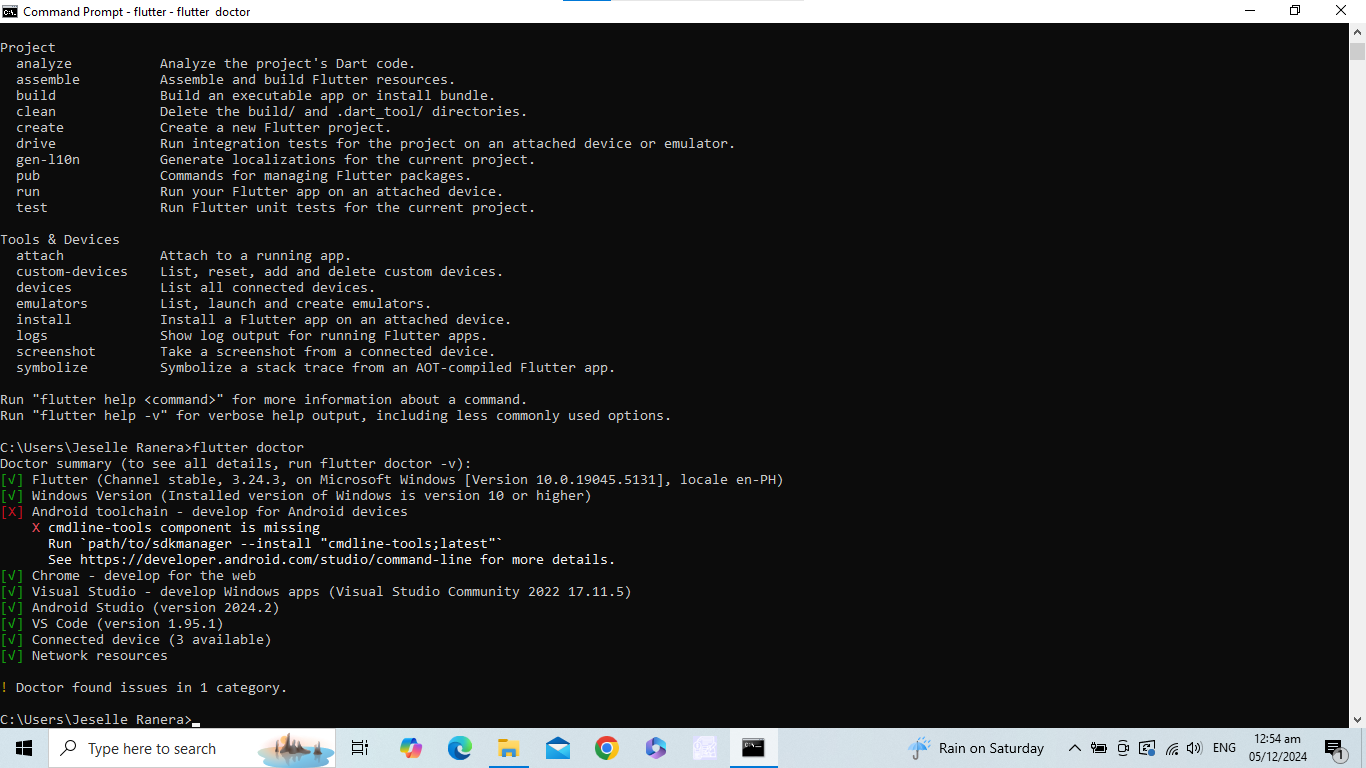 Command Prompt - flutter - flutter  doctor
Project
  analyze           Analyze the project's Dart code.
  assemble          Assemble and build Flutter resources.
  build             Build an executable app or install bundle.
  clean             Delete the build/ and .dart_tool/ directories.
  create            Create a new Flutter project.
  drive             Run integration tests for the project on an attached device or emulator.
  gen-l10n          Generate localizations for the current project.
  pub               Commands for managing Flutter packages.
  run               Run your Flutter app on an attached device.
  test              Run Flutter unit tests for the current project.
Tools & Devices
  attach            Attach to a running app.
  custom-devices    List, reset, add and delete custom devices.
  devices           List all connected devices.
  emulators         List, launch and create emulators.
  install           Install a Flutter app on an attached device.
  logs              Show log output for running Flutter apps.
  screenshot        Take a screenshot from a connected device.
  symbolize         Symbolize a stack trace from an AOT-compiled Flutter app.
Run "flutter help <command>" for more information about a command.
Run "flutter help -v" for verbose help output, including less commonly used options.
C:\Users\Jeselle Ranera>flutter doctor
Doctor summary (to see all details, run flutter doctor -v):
[√] Flutter (Channel stable, 3.24.3, on Microsoft Windows [Version 10.0.19045.5131], locale en-PH)
[√] Windows Version (Installed version of Windows is version 10 or higher)
[X] Android toolchain - develop for Android devices
    X cmdline-tools component is missing
      Run `path/to/sdkmanager --install "cmdline-tools;latest"`
      See https://developer.android.com/studio/command-line for more details.
[√] Chrome - develop for the web
[√] Visual Studio - develop Windows apps (Visual Studio Community 2022 17.11.5)
[√] Android Studio (version 2024.2)
[√] VS Code (version 1.95.1)
[√] Connected device (3 available)
[√] Network resources
! Doctor found issues in 1 category.
C:\Users\Jeselle Ranera>
Type here to search
Rain on Saturday
ENG
12:54 am
05/12/2024
1